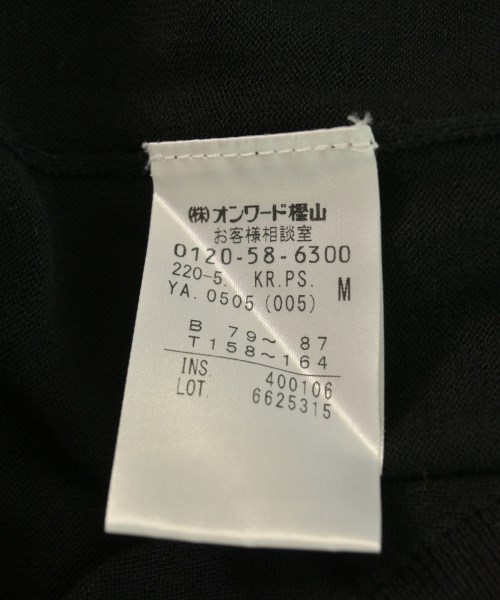 ㈱オンワード樫山
お客様相談室
0120-58-6300
220-5. KR.PS. M
YA.0505(005)
B 79～ 87
T 158～164
INS. 400106
LOT. 6625315